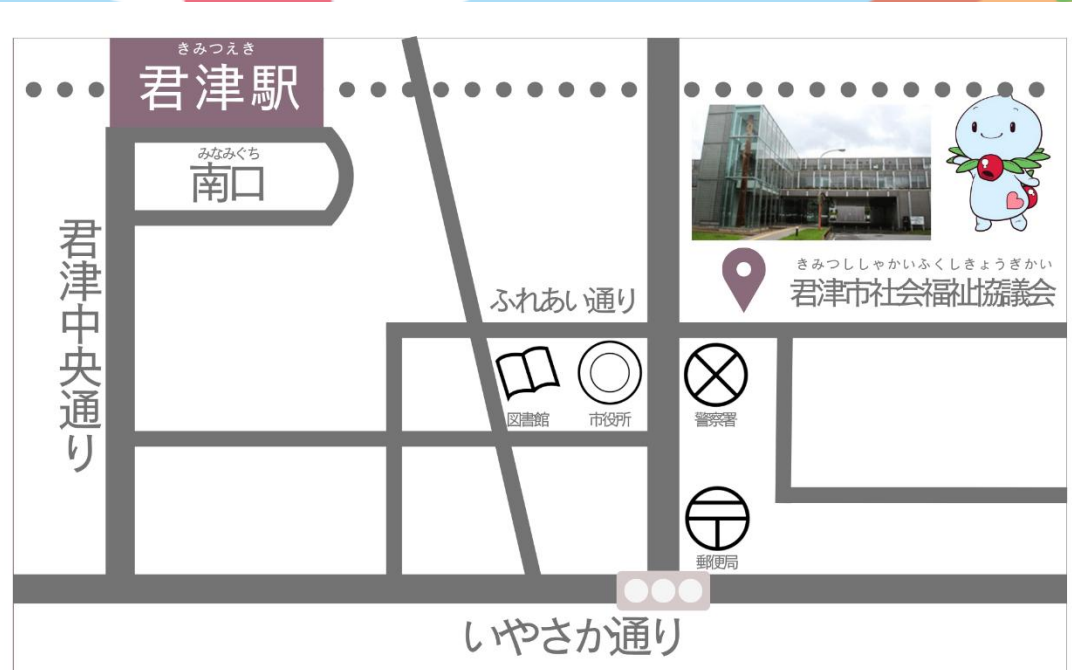 きみつえき
君津駅
みなみぐち
南口
君津中央通り
きみつししゃかいふくしきょうぎかい
君津市社会福祉協議会
ふれあい通り
図書館
市役所
警察署
郵便局
いやさか通り